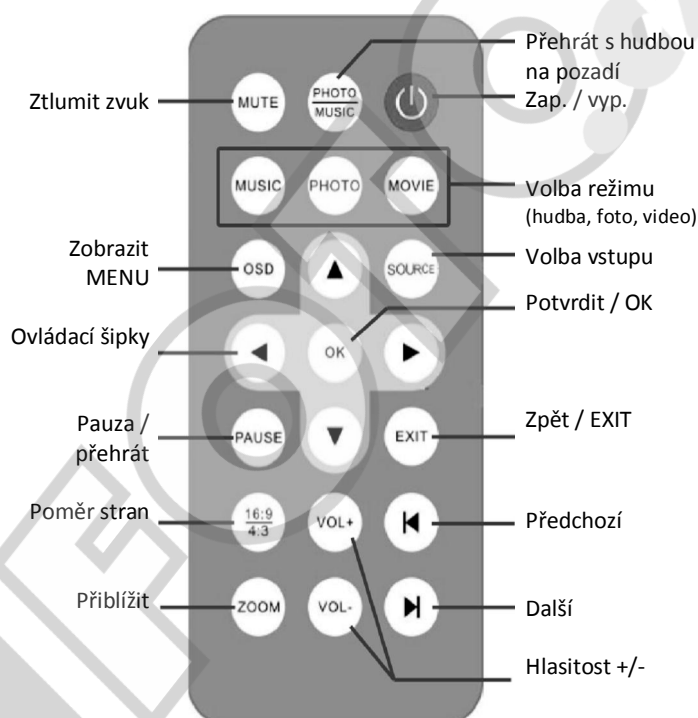 Přehrát s hudbou
na pozadí
Ztlumit zvuk
MUTE
PHOTO
MUSIC
Zap. / vyp.
MUSIC
PHOTO
MOVIE
Volba režimu
(hudba, foto, video)
Zobrazit
MENU
OSD
SOURCE
Volba vstupu
Potvrdit / OK
Ovládací šipky
OK
Pauza /
přehrát
PAUSE
EXIT
Zpět / EXIT
Poměr stran
16:9
4:3
VOL+
Předchozí
Přiblížit
ZOOM
VOL-
Další
Hlasitost +/-